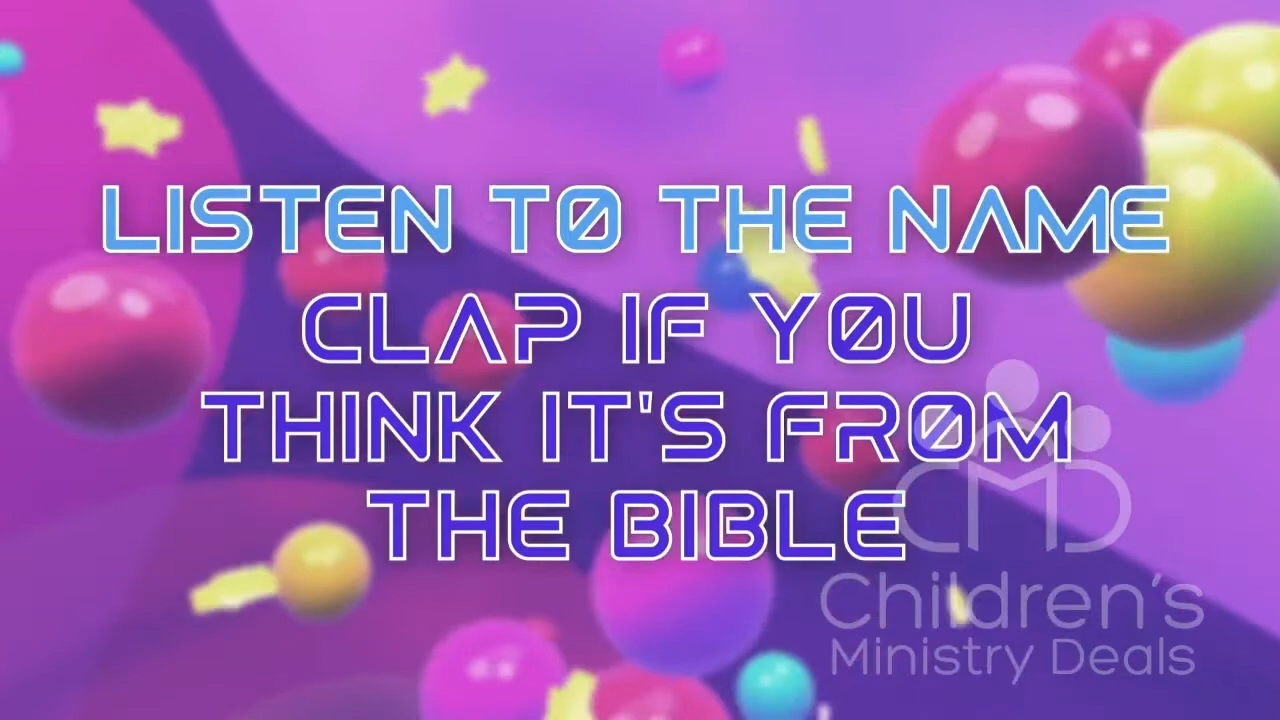 LISTEN TO THE NAME
CLAP IF YOU
THINK IT'S FROM
THE BIBLE
CMD
Children's
Ministry Deals